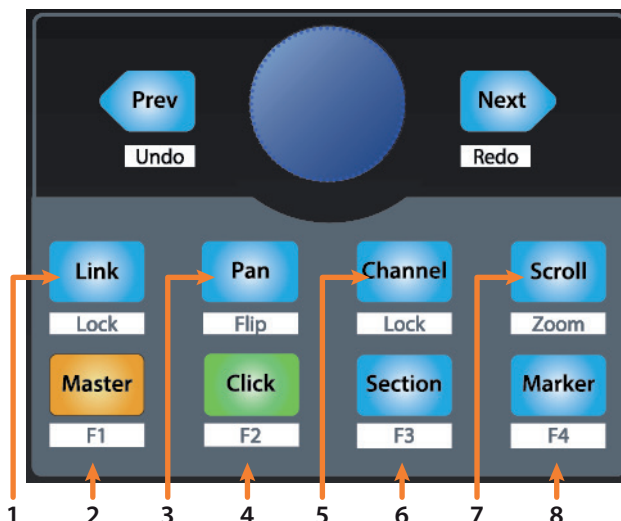 Prev Next
Undo Redo
Link Pan Channel Scroll
Lock Flip Lock Zoom
Master Click Section Marker
F1 F2 F3 F4
1 2 3 4 5 6 7 8